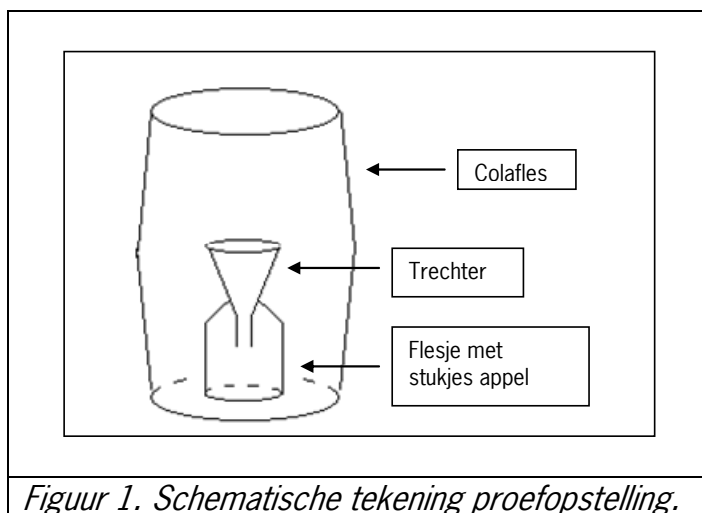 Colafles
Trechter
Flesje met
stukjes appel
Figuur 1. Schematische tekening proefopstelling.